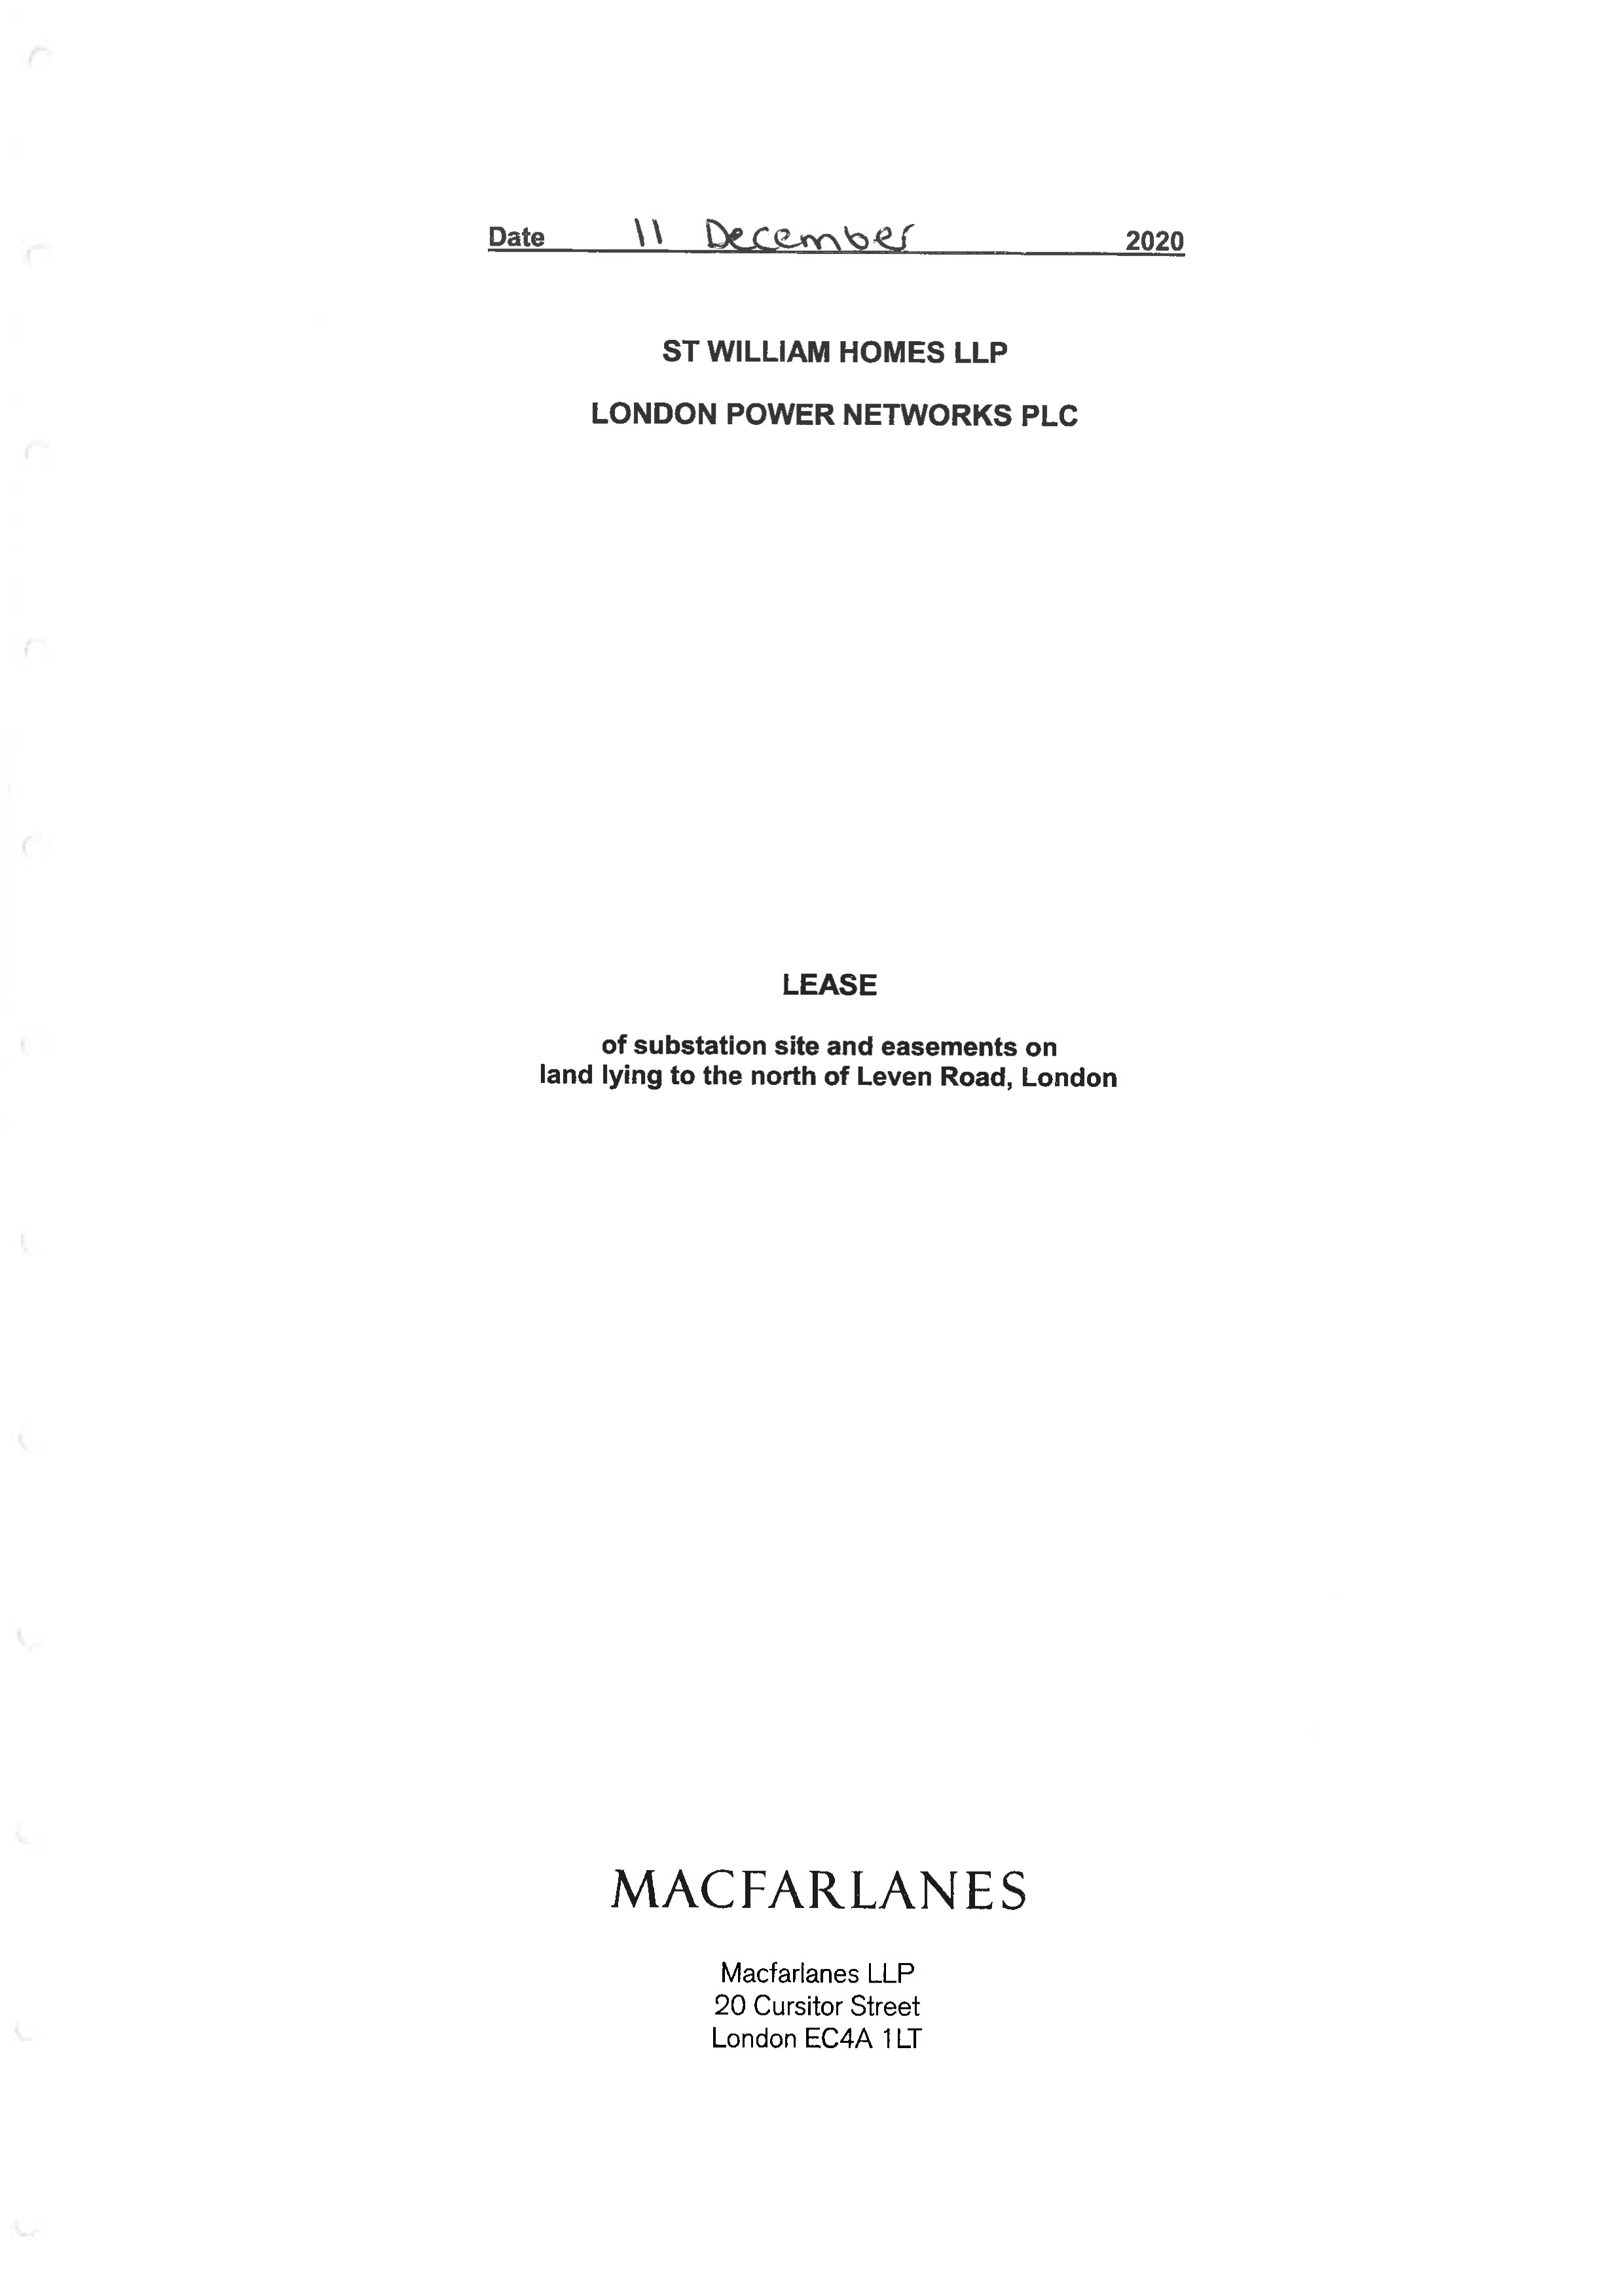 Date 11 December 2020
ST WILLIAM HOMES LLP
LONDON POWER NETWORKS PLC
LEASE
of substation site and easements on
land lying to the north of Leven Road, London
MACFARLANES
Macfarlanes LLP
20 Cursitor Street
London EC4A 1LT